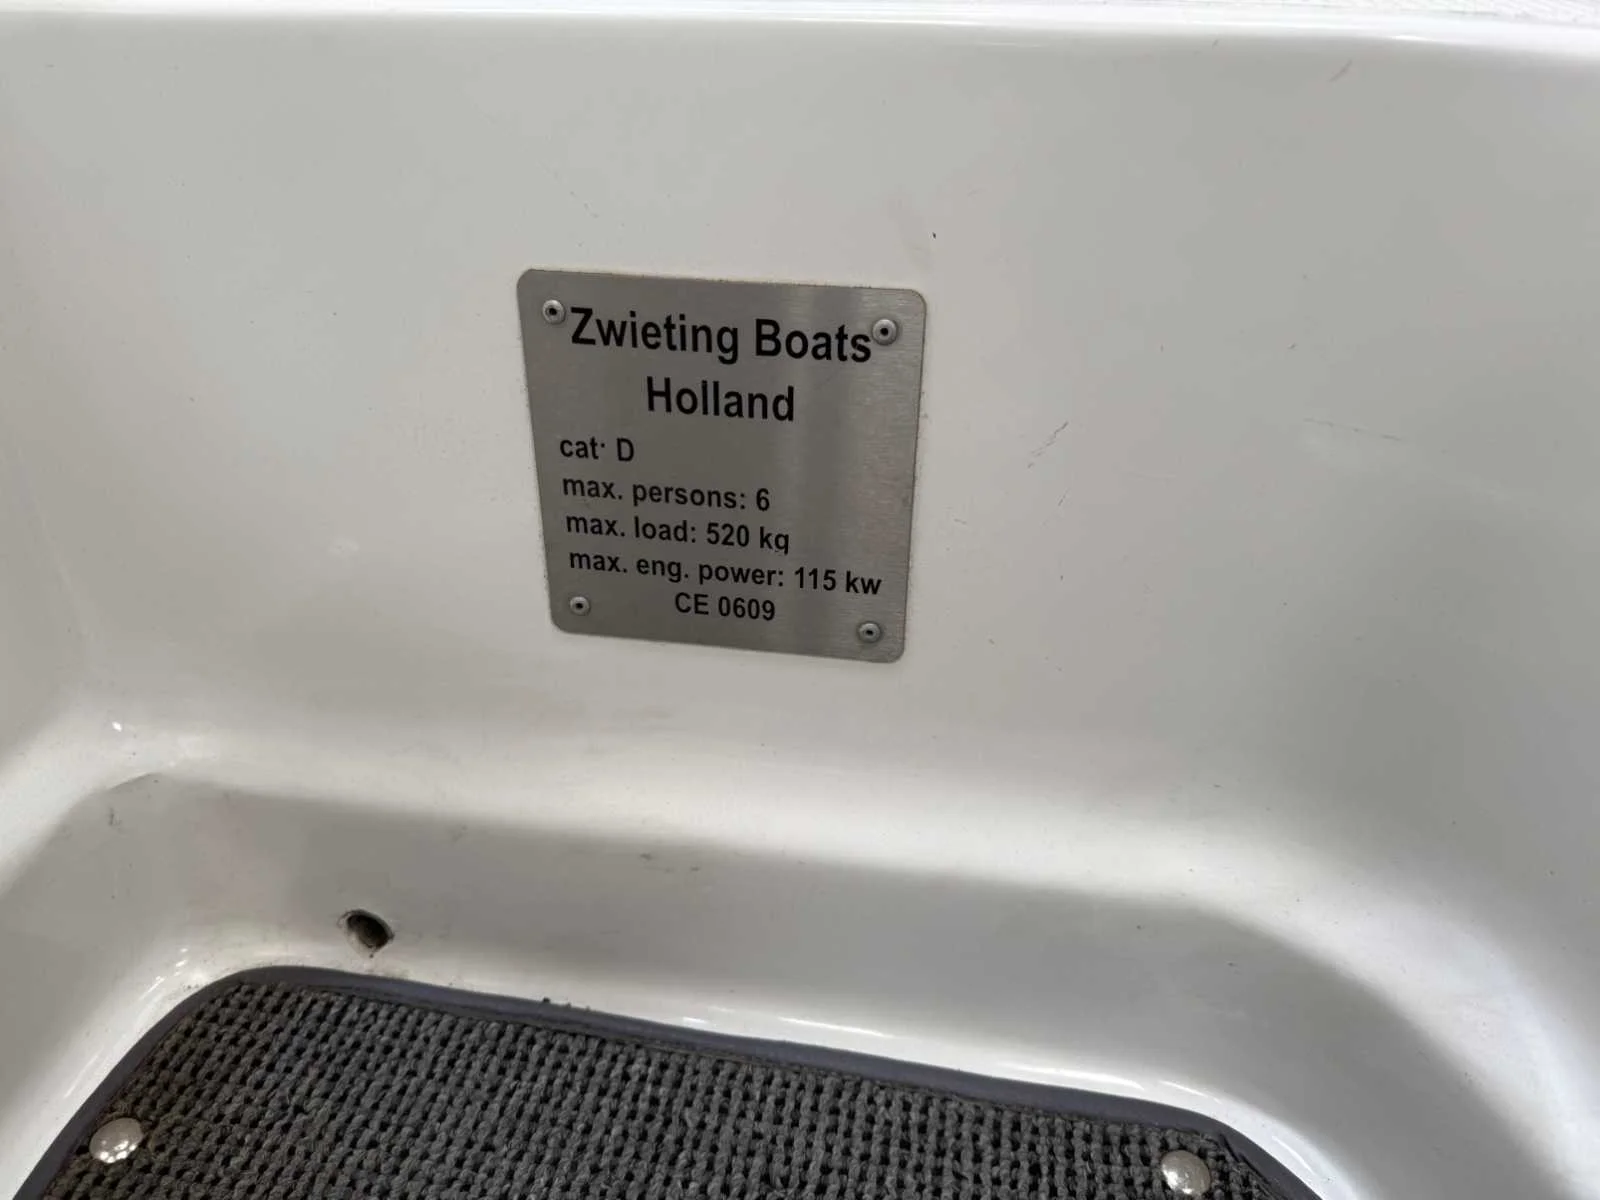 Zwieting Boats
Holland
cat: D
max. persons: 6
max. load: 520 kg
max. eng. power: 115 kw
CE 0609